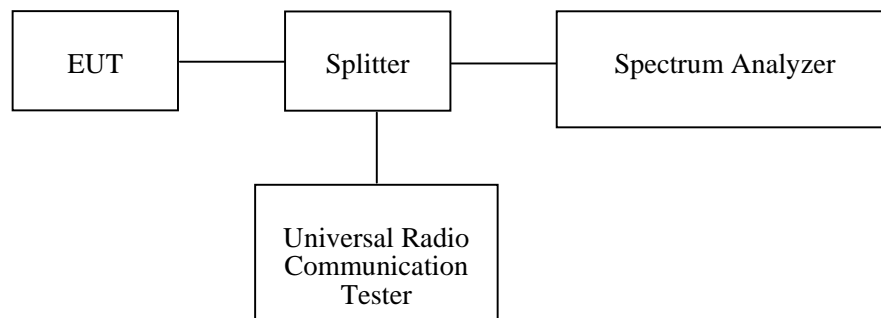 EUT
Splitter
Spectrum Analyzer
Universal Radio
Communication
Tester